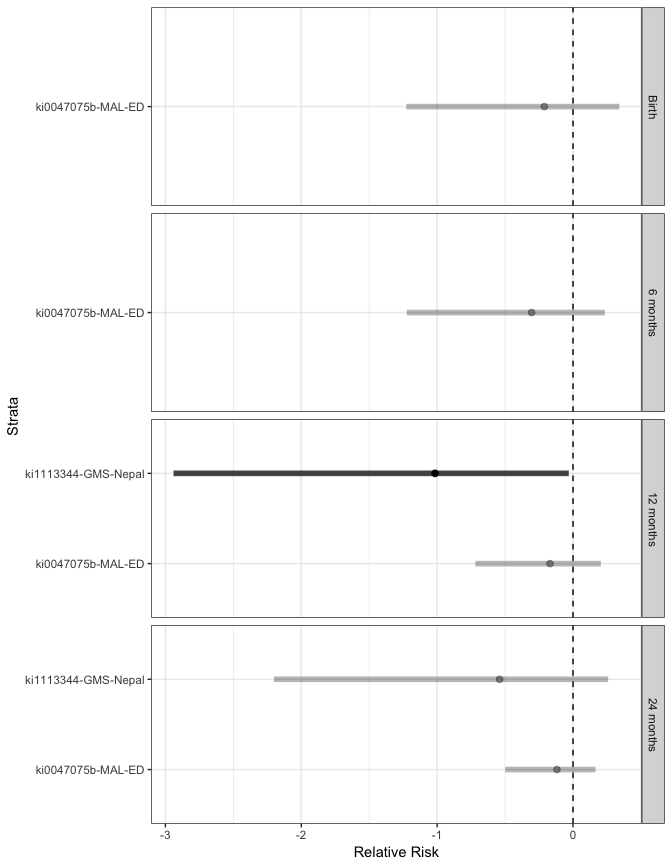 ki0047075b-MAL-ED
Birth
ki0047075b-MAL-ED
6 months
Strata
ki1113344-GMS-Nepal
ki0047075b-MAL-ED
12 months
ki1113344-GMS-Nepal
ki0047075b-MAL-ED
24 months
-3 -2 -1 0
Relative Risk